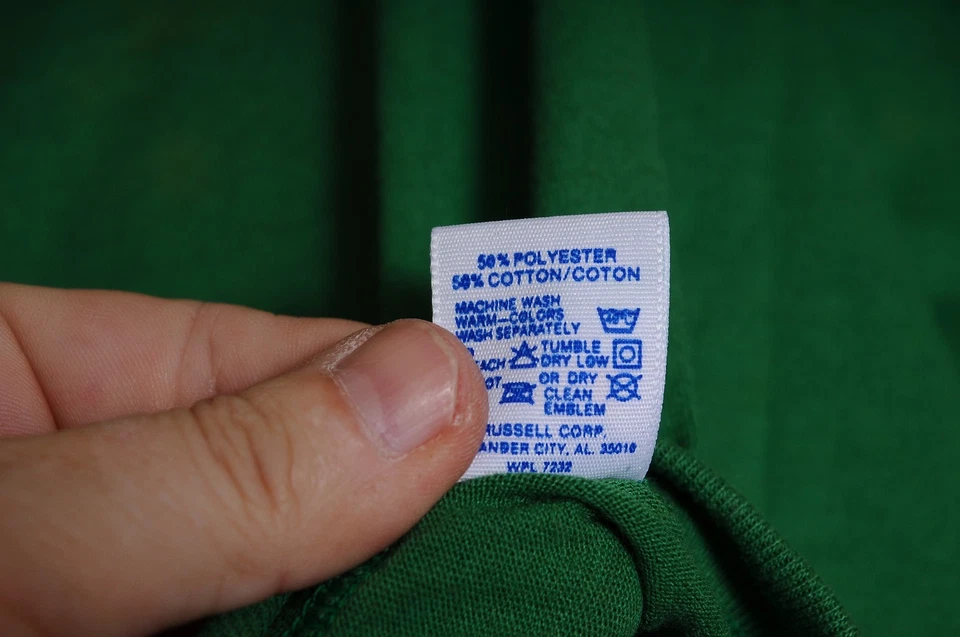 50% POLYESTER
50% COTTON/COTON
MACHINE WASH
WARM—COLORS
WASH SEPARATELY
TUMBLE
DRY LOW
OR DRY
CLEAN
EMBLEM
RUSSELL CORP.
ANDER CITY, AL. 35010
WPL 7232